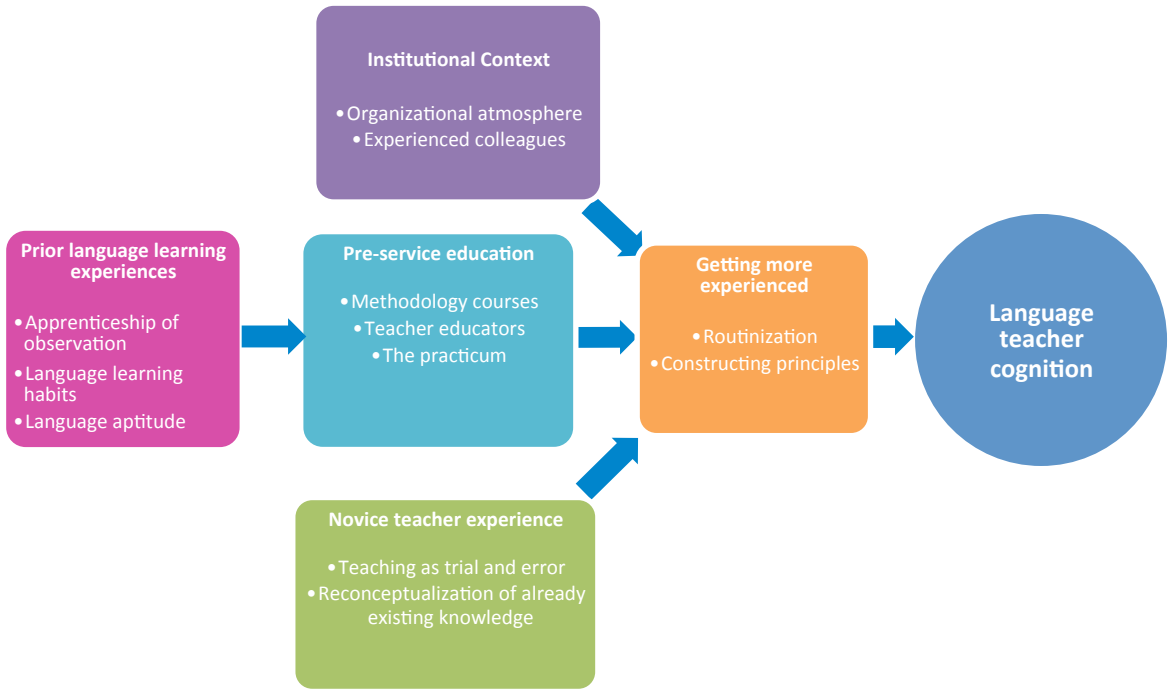 Institutional Context
•Organizational atmosphere
•Experienced colleagues
Prior language learning
experiences
•Apprenticeship of
observation
•Language learning
habits
•Language aptitude
Pre-service education
•Methodology courses
•Teacher educators
•The practicum
Getting more
experienced
•Routinization
•Constructing principles
Language
teacher
cognition
Novice teacher experience
•Teaching as trial and error
•Reconceptualization of already
existing knowledge